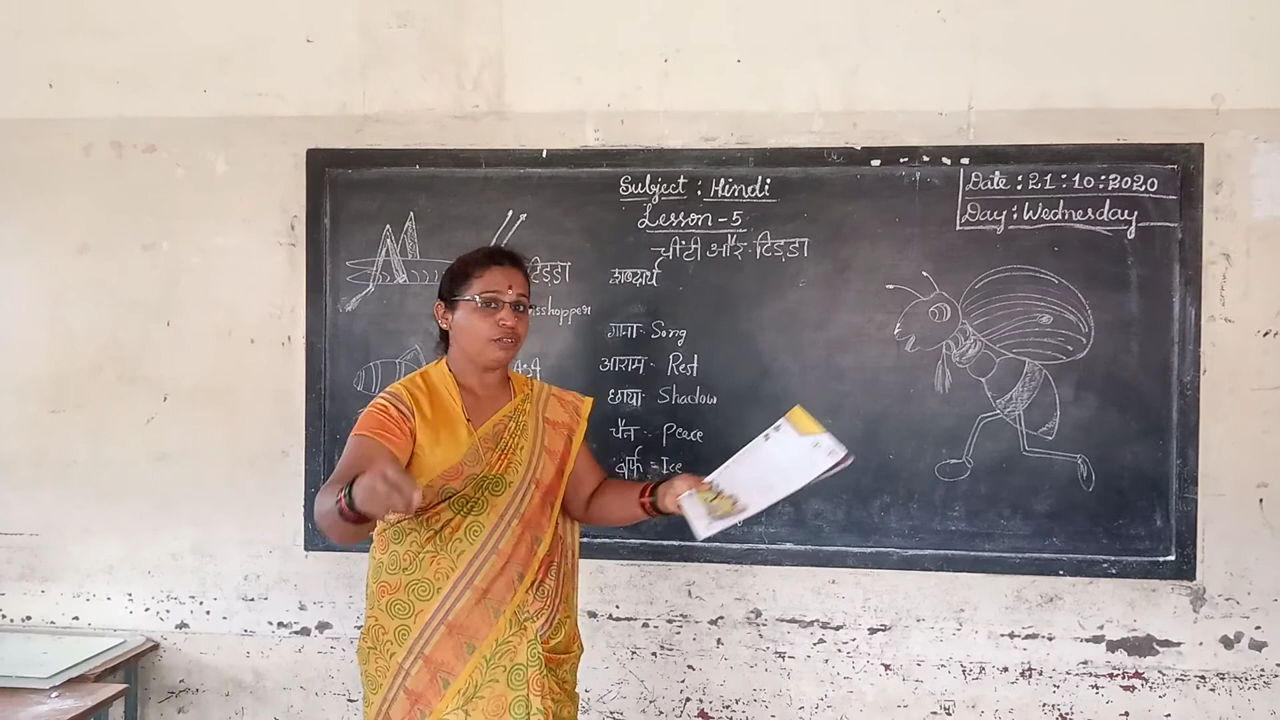 Subject : Hindi
Lesson - 5
चींटी और टिड्डा
Date : 21:10:2020
Day : Wednesday
टिड्डा
sshopper
शब्दार्थ
गाना - Song
आराम - Rest
छाया - Shadow
चैन - Peace
बर्फ - Ice